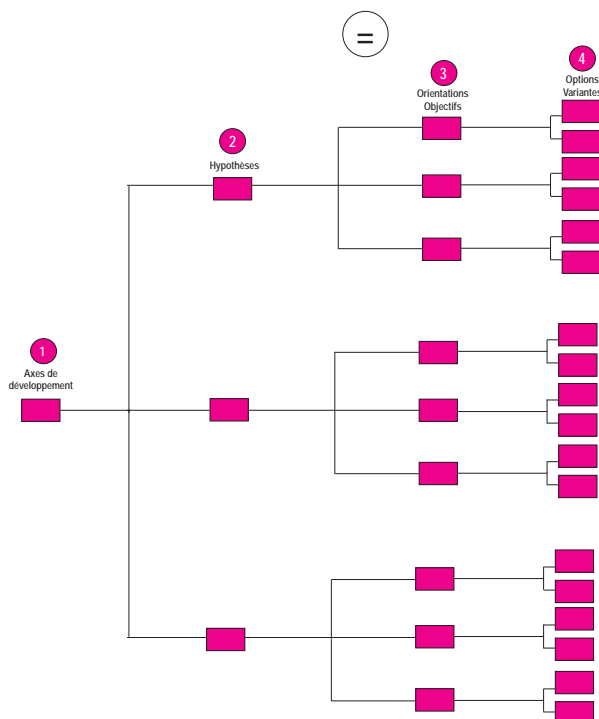 =
4
Options
Variantes
3
Orientations
Objectifs
2
Hypothèses
1
Axes de
développement